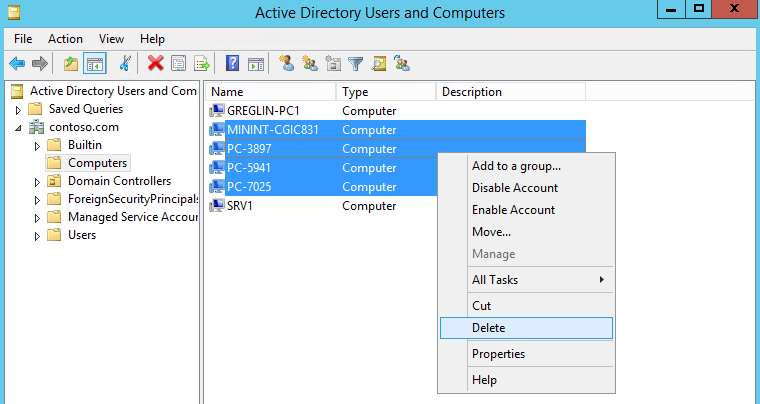 Active Directory Users and Computers
File Action View Help
Active Directory Users and Com
Saved Queries
contoso.com
Builtin
Computers
Domain Controllers
ForeignSecurityPrincipals
Managed Service Accour
Users
Name Type Description
GREGLIN-PC1 Computer
MININT-CGIC831 Computer
PC-3897 Computer
PC-5941 Computer
PC-7025 Computer
SRV1 Computer
Add to a group...
Disable Account
Enable Account
Move...
Manage
All Tasks
Cut
Delete
Properties
Help